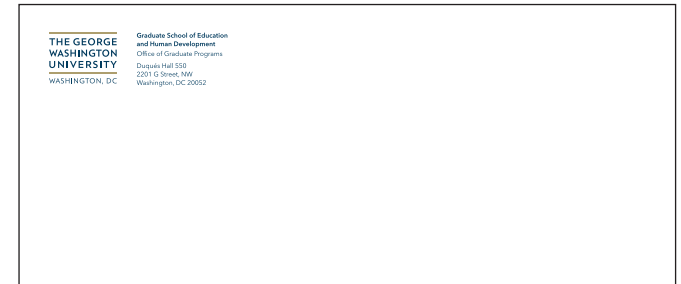 THE GEORGE
WASHINGTON
UNIVERSITY
WASHINGTON, DC
Graduate School of Education
and Human Development
Office of Graduate Programs
Duquès Hall 550
2201 G Street, NW
Washington, DC 20052